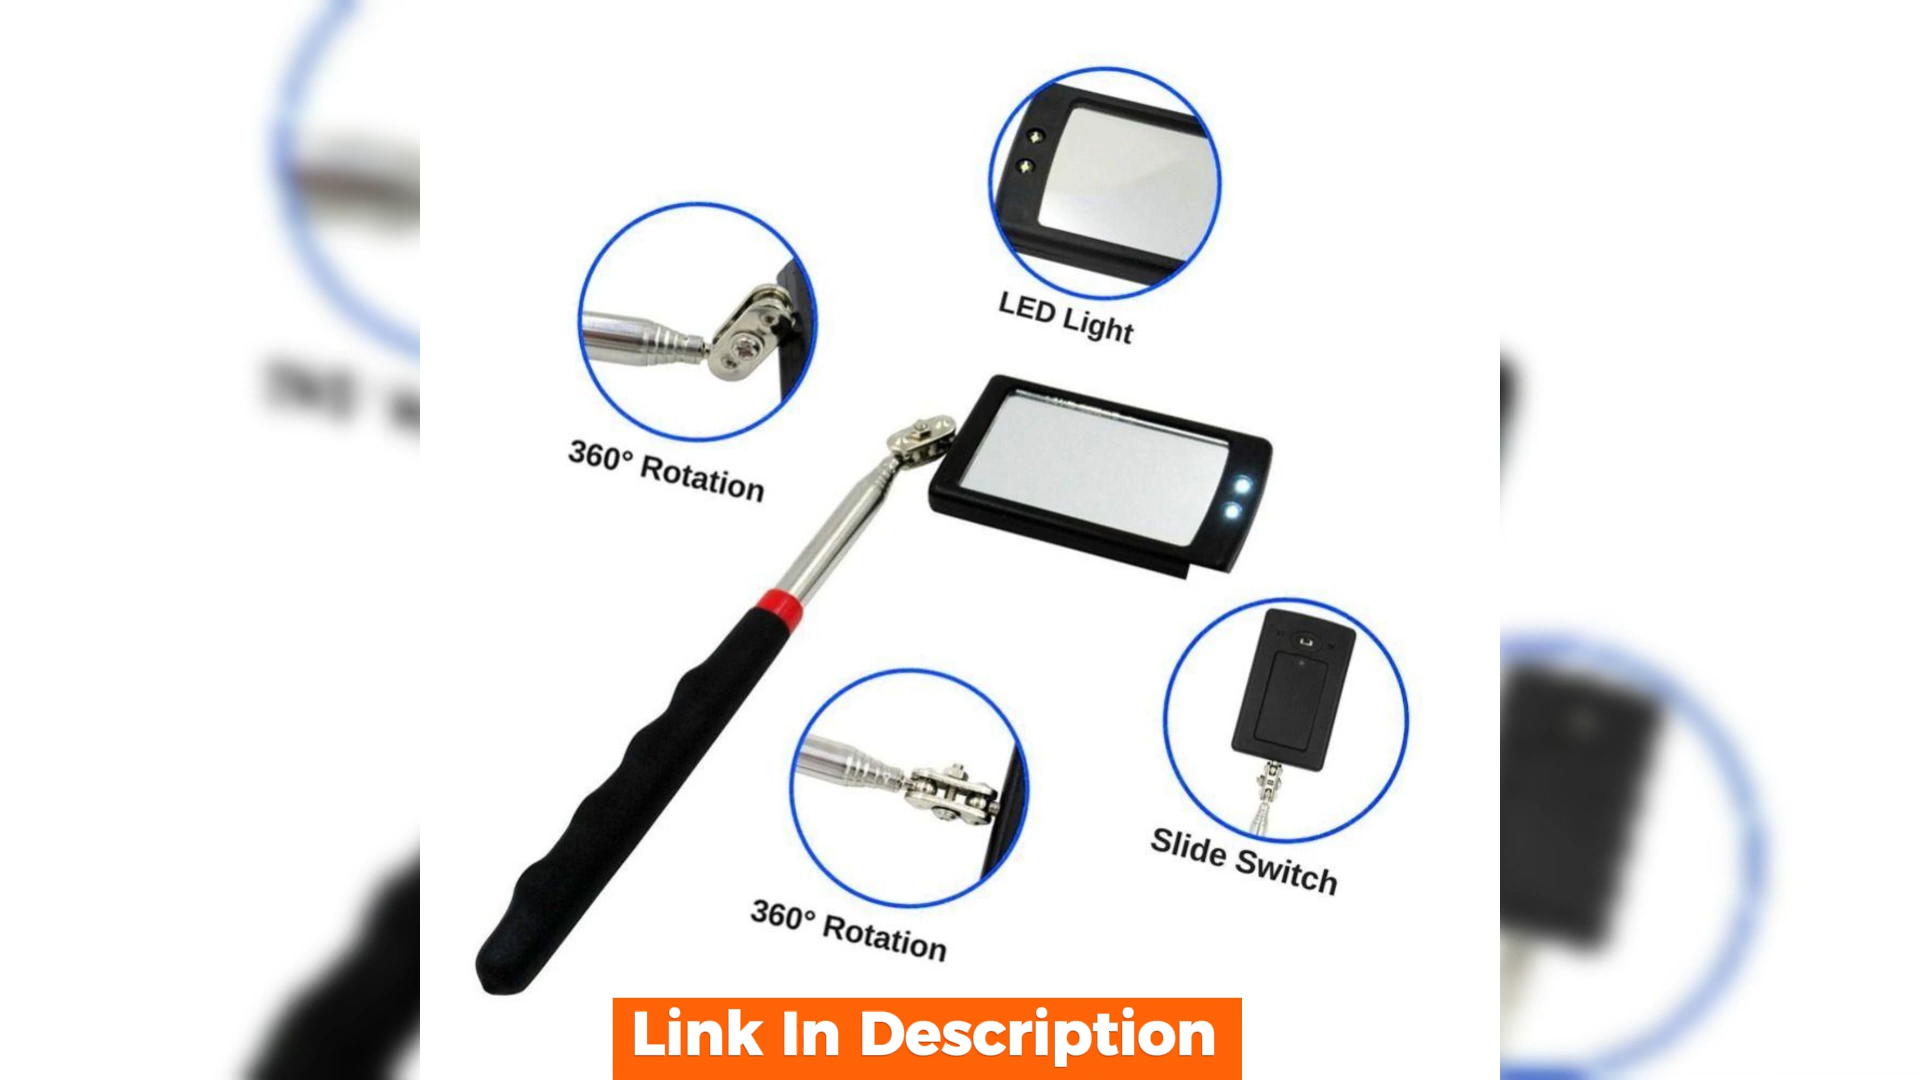 LED Light
360° Rotation
Slide Switch
360° Rotation
Link In Description